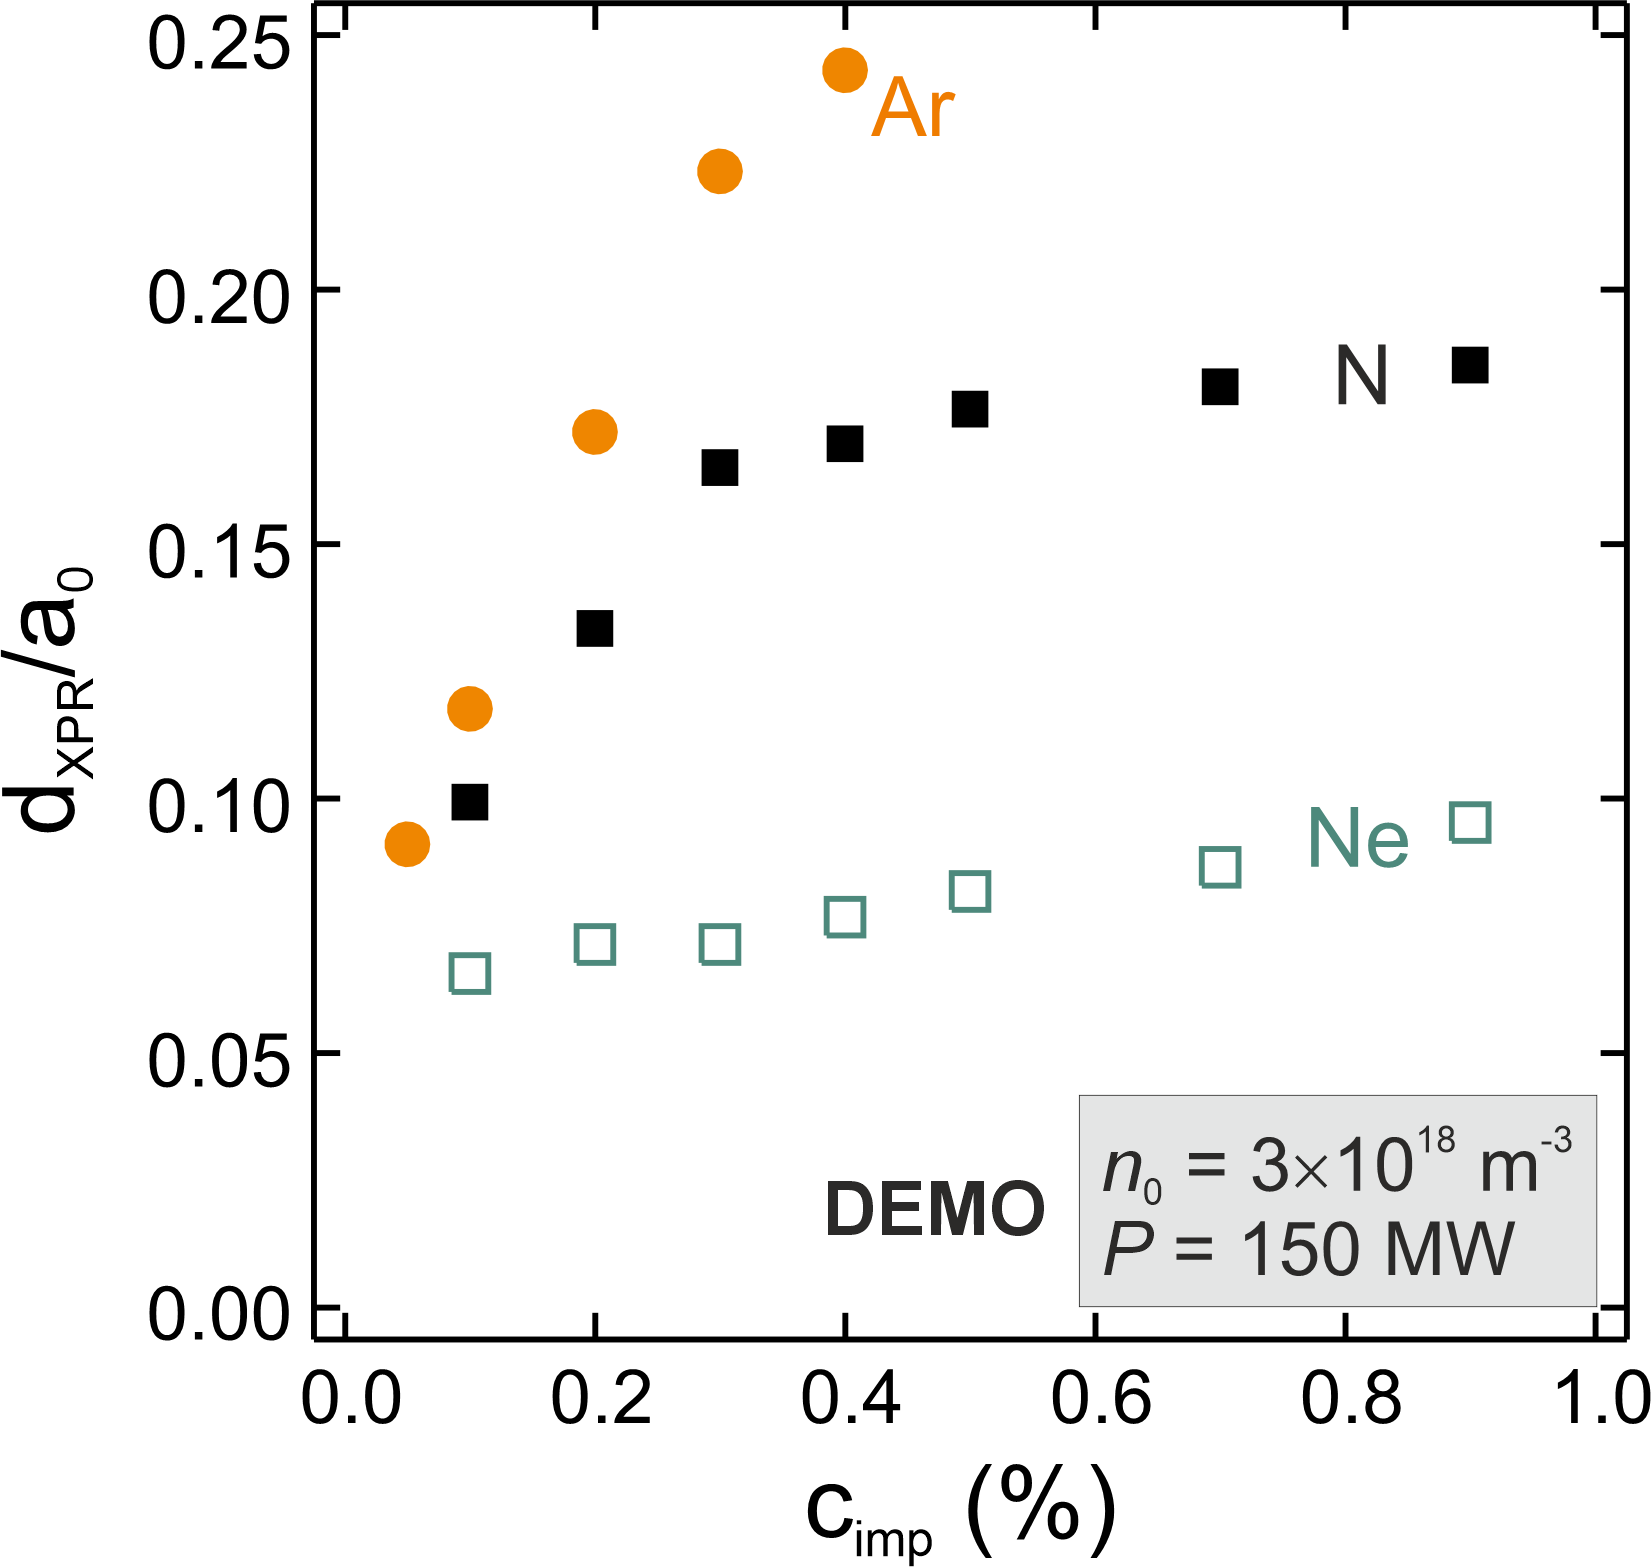 0.25
0.20
0.15
0.10
0.05
0.00
d_XPR/a_0
Ar
N
Ne
DEMO
n_0 = 3×10^18 m^-3
P = 150 MW
0.0 0.2 0.4 0.6 0.8 1.0
c_imp (%)